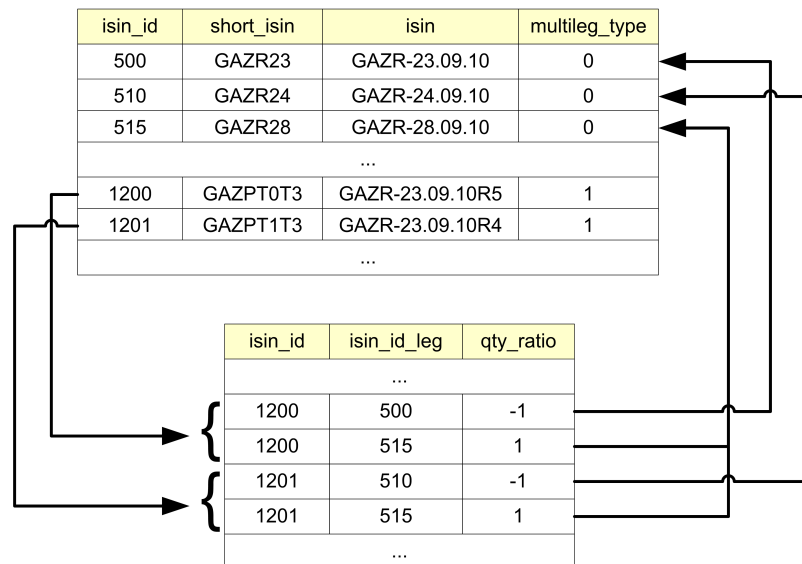 isin_id short_isin isin multileg_type
500 GAZR23 GAZR-23.09.10 0
510 GAZR24 GAZR-24.09.10 0
515 GAZR28 GAZR-28.09.10 0
...
1200 GAZPT0T3 GAZR-23.09.10R5 1
1201 GAZPT1T3 GAZR-23.09.10R4 1
...
isin_id isin_id_leg qty_ratio
...
1200 500 -1
1200 515 1
1201 510 -1
1201 515 1
...